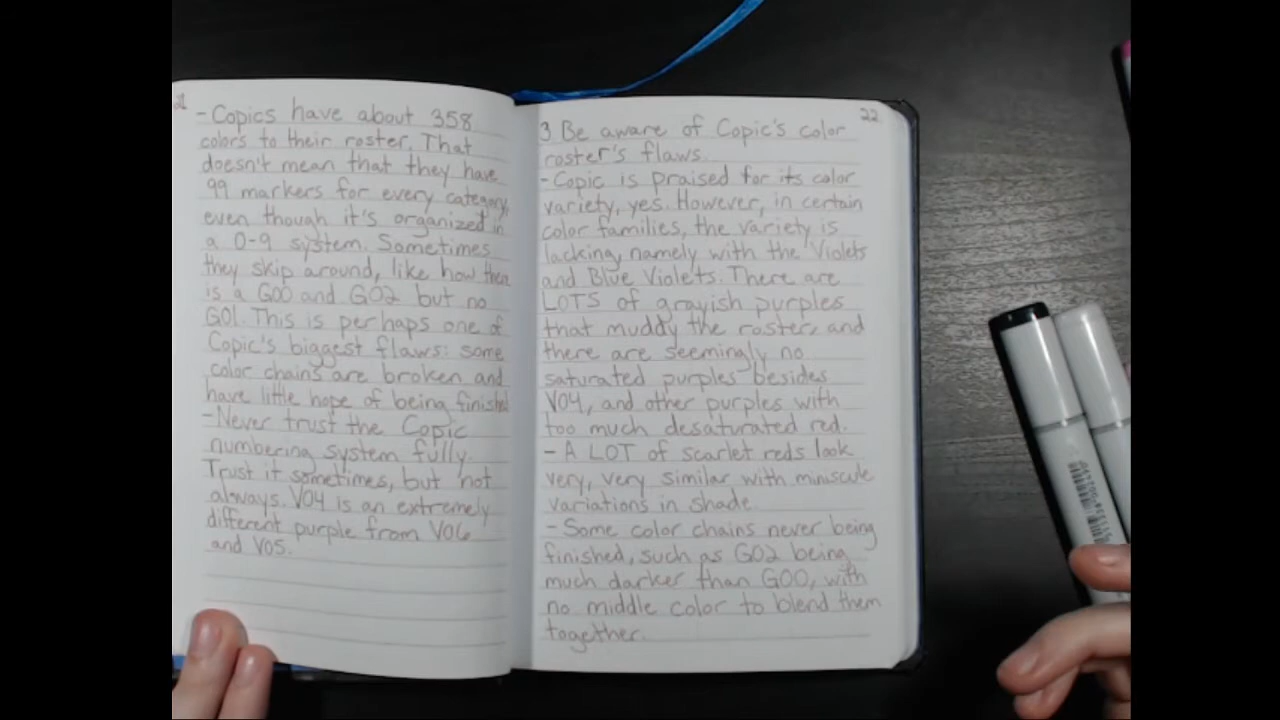 - Copics have about 358
colors to their roster. That
doesn't mean that they have
99 markers for every category,
even though it's organized in
a 0-9 system. Sometimes
they skip around, like how there
is a G00 and G02 but no
G01. This is perhaps one of
Copic's biggest flaws: some
color chains are broken and
have little hope of being finished
- Never trust the Copic
numbering system fully.
Trust it sometimes, but not
always. V04 is an extremely
different purple from V06
and V05.
22
3 Be aware of Copic's color
roster's flaws.
- Copic is praised for its color
variety, yes. However, in certain
color families, the variety is
lacking, namely with the Violets
and Blue Violets. There are
LOTS of grayish purples
that muddy the roster, and
there are seemingly no
saturated purples besides
V04, and other purples with
too much desaturated red.
- A LOT of scarlet reds look
very, very similar with miniscule
variations in shade.
- Some color chains never being
finished, such as G02 being
much darker than G00, with
no middle color to blend them
together.